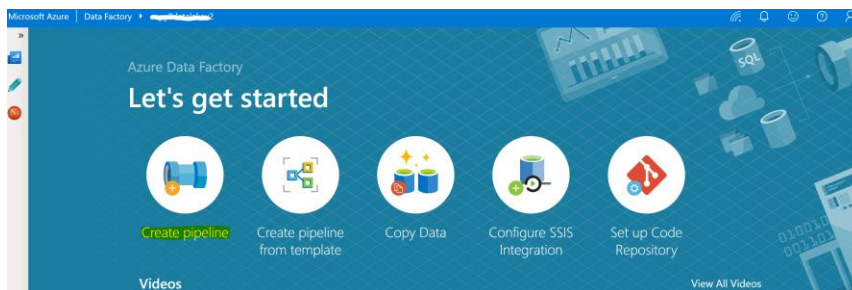 Microsoft Azure | Data Factory
»
Azure Data Factory
Let's get started
SQL
Create pipeline
Create pipeline
from template
Copy Data
Configure SSIS
Integration
Set up Code
Repository
Videos
View All Videos